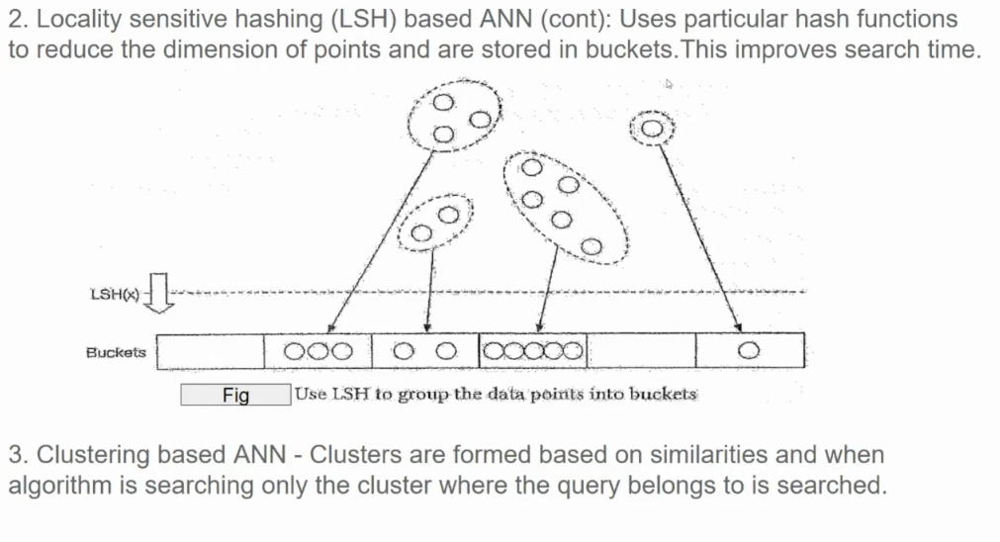 2. Locality sensitive hashing (LSH) based ANN (cont): Uses particular hash functions
to reduce the dimension of points and are stored in buckets.This improves search time.
LSH(x)
Buckets
Fig Use LSH to group the data points into buckets
3. Clustering based ANN - Clusters are formed based on similarities and when
algorithm is searching only the cluster where the query belongs to is searched.